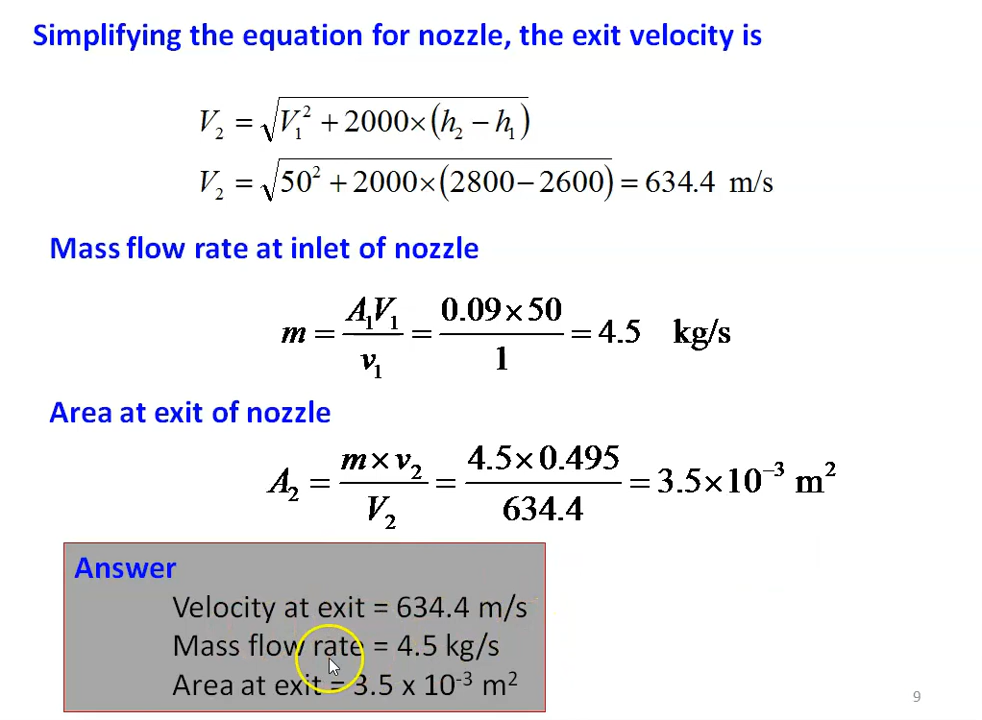 Simplifying the equation for nozzle, the exit velocity is
V₂ = √(V₁² + 2000×(h₂ − h₁))
V₂ = √(50² + 2000×(2800 − 2600)) = 634.4 m/s
Mass flow rate at inlet of nozzle
m = A₁V₁ / v₁ = 0.09 × 50 / 1 = 4.5 kg/s
Area at exit of nozzle
A₂ = m × v₂ / V₂ = 4.5 × 0.495 / 634.4 = 3.5 × 10⁻³ m²
Answer
Velocity at exit = 634.4 m/s
Mass flow rate = 4.5 kg/s
Area at exit = 3.5 x 10⁻³ m²
9